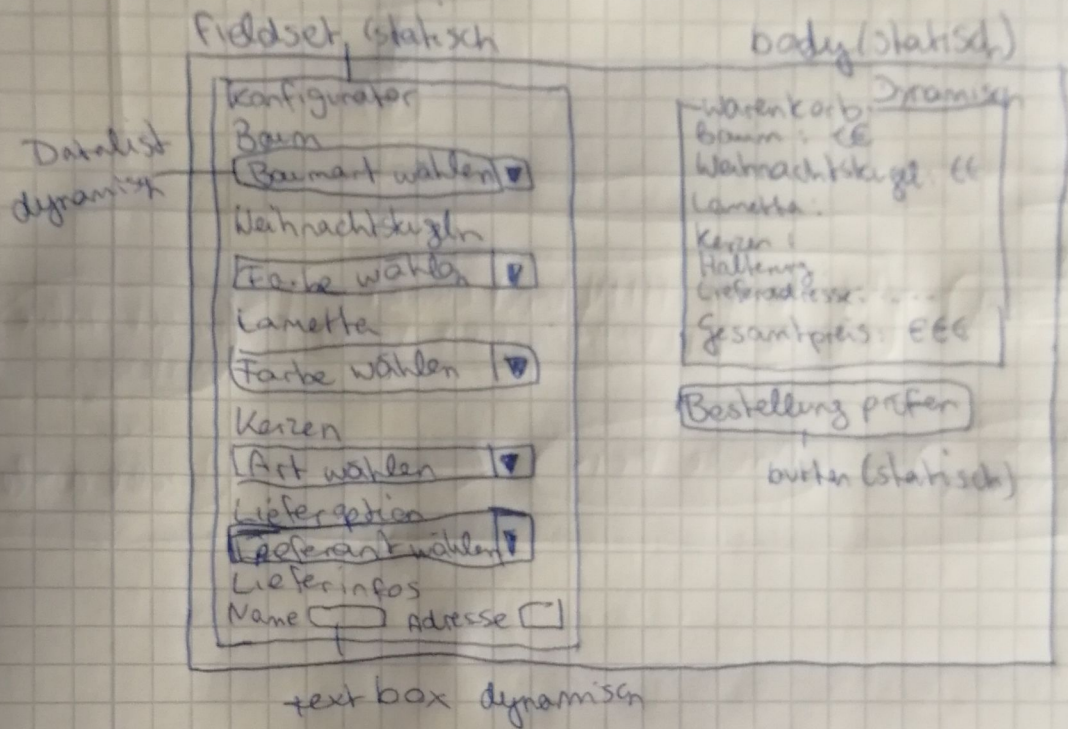 Fieldset (statisch
body (statisch)
Konfigurator
Baum
Datalist
dynamisch
Baumart wählen
Weihnachtskugeln
Farbe wählen
Lametta
Farbe wählen
Kerzen
Art wählen
Lieferoption
Lieferant wählen
Lieferinfos
Name
Adresse
textbox dynamisch
Dynamisch
Warenkorb
Baum: €€
Weihnachtskugel: €€
Lametta:
Kerzen:
Halterung
Lieferadresse: ....
Gesamtpreis: €€€
Bestellung prüfen
button (statisch)